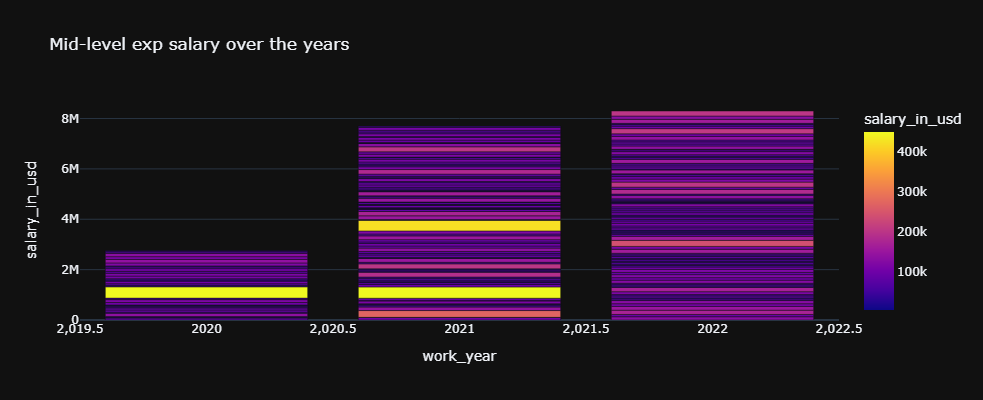 Mid-level exp salary over the years
salary_in_usd
8M
400k
6M
300k
salary_in_usd
4M
200k
2M
100k
0
2,019.5
2020
2,020.5
2021
2,021.5
2022
2,022.5
work_year